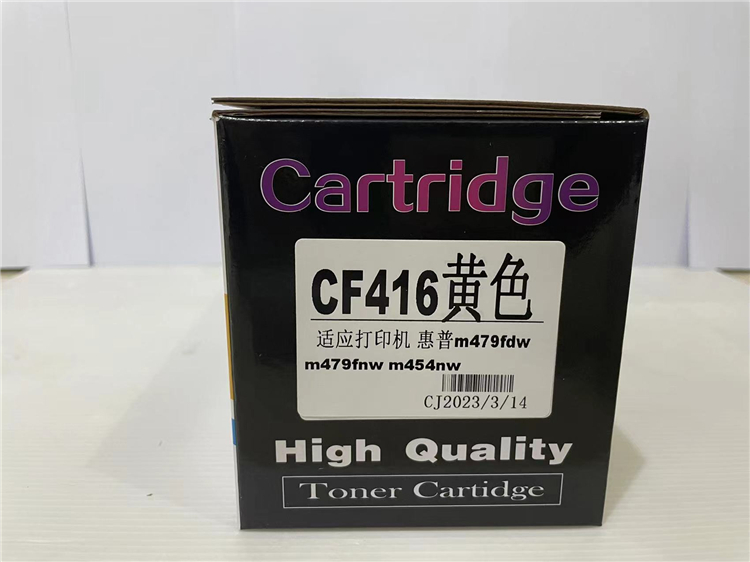 Cartridge
CF416黄色
适应打印机 惠普m479fdw
m479fnw m454nw
CJ2023/3/14
High Quality
Toner Cartidge